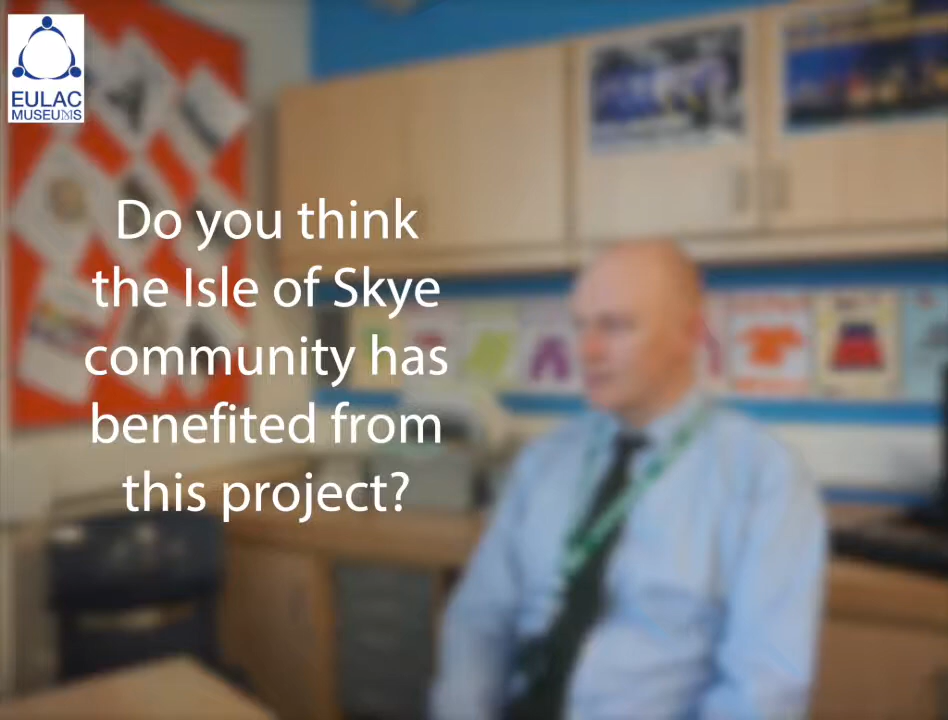 EULAC
MUSEUMS
Do you think
the Isle of Skye
community has
benefited from
this project?